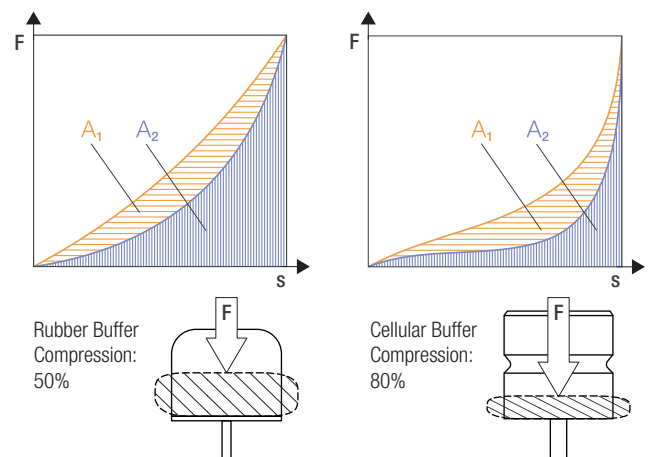 F
A₁ A₂
s
F
A₁ A₂
s
Rubber Buffer
Compression:
50%
F
Cellular Buffer
Compression:
80%
F